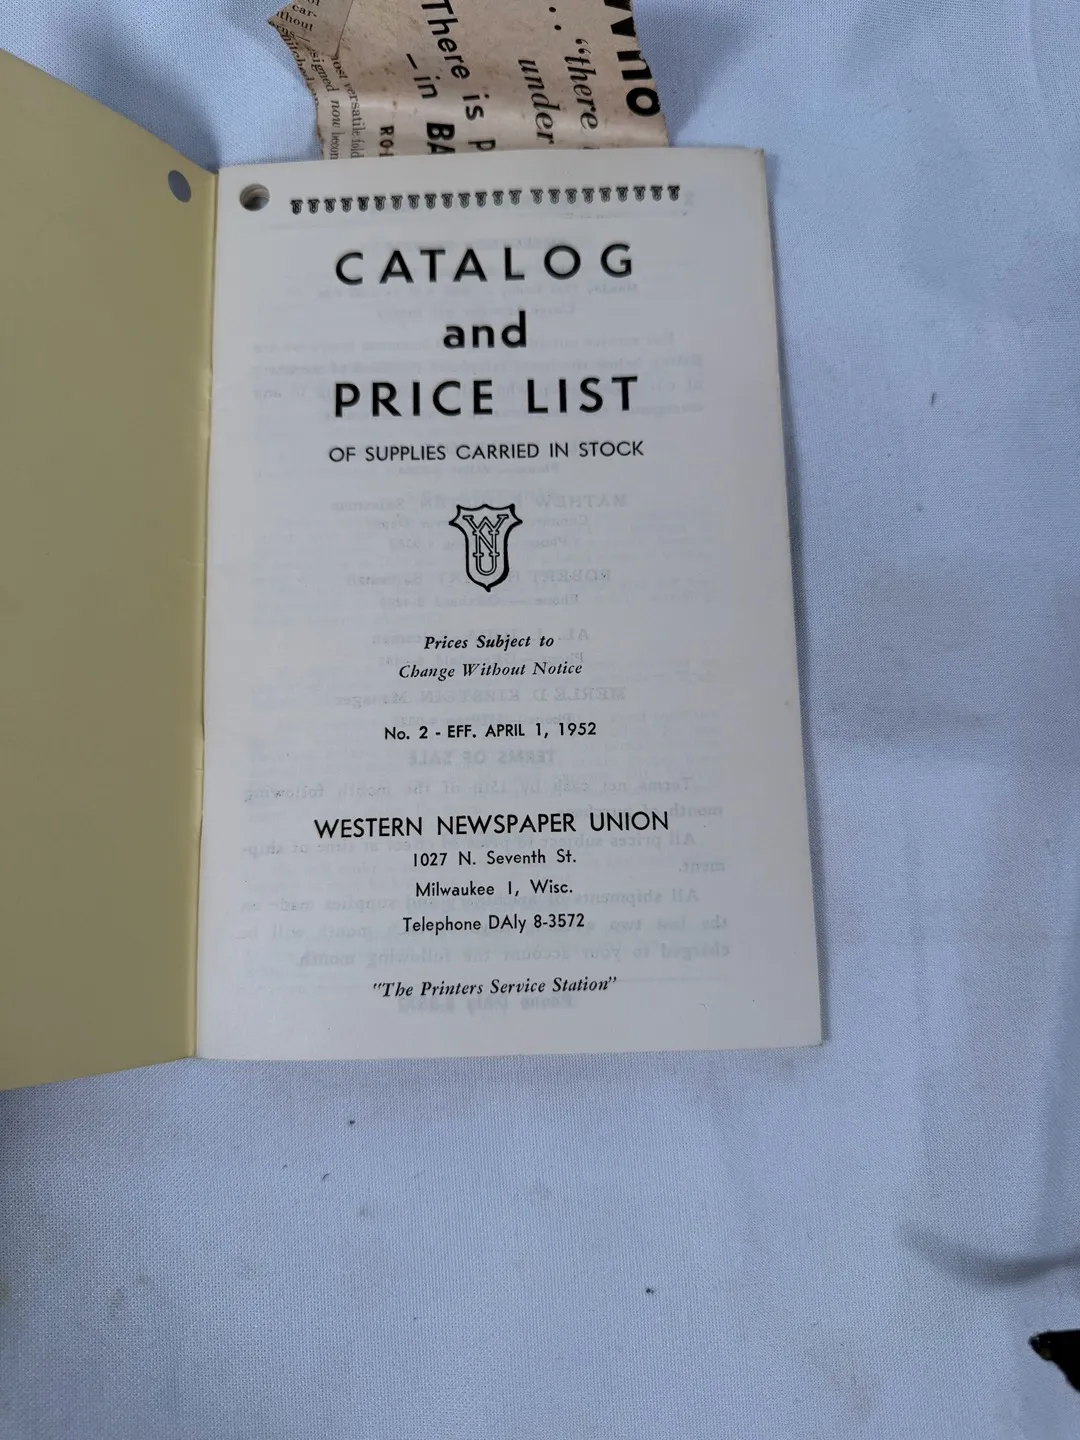 There is
in BA
"there
under
CATALOG
and
PRICE LIST
OF SUPPLIES CARRIED IN STOCK
WNU
Prices Subject to
Change Without Notice
No. 2 - EFF. APRIL 1, 1952
WESTERN NEWSPAPER UNION
1027 N. Seventh St.
Milwaukee 1, Wisc.
Telephone DAly 8-3572
"The Printers Service Station"